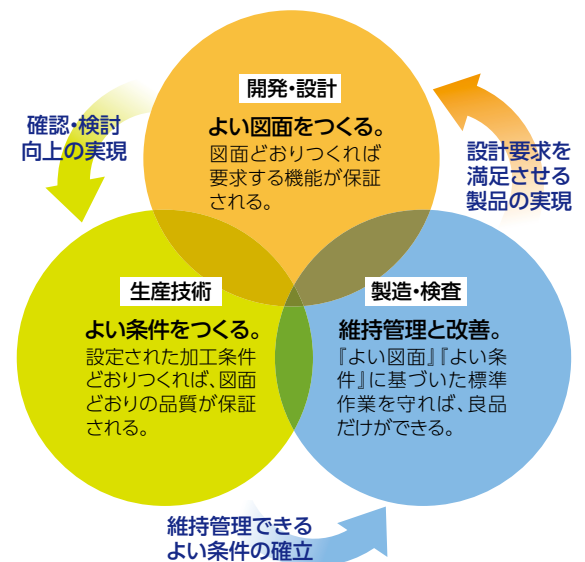 開発・設計
よい図面をつくる。
図面どおりつくれば
要求する機能が保証
される。
確認・検討
向上の実現
設計要求を
満足させる
製品の実現
生産技術
よい条件をつくる。
設定された加工条件
どおりつくれば、図面
どおりの品質が保証
される。
製造・検査
維持管理と改善。
『よい図面』『よい条
件』に基づいた標準
作業を守れば、良品
だけができる。
維持管理できる
よい条件の確立